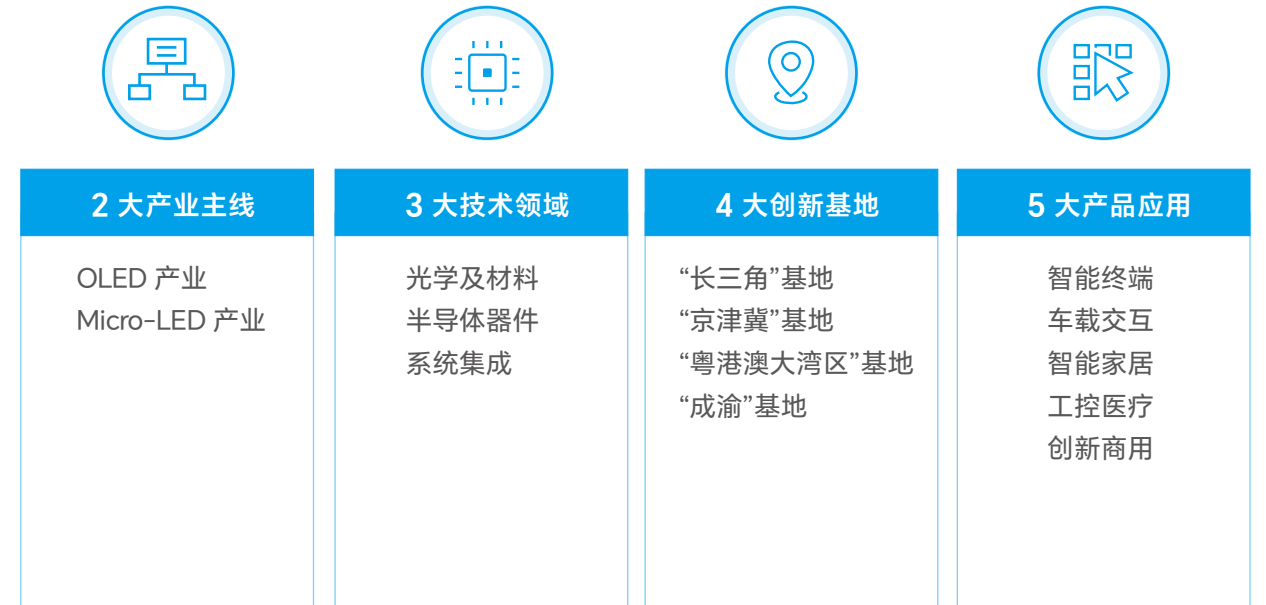 2 大产业主线
OLED 产业
Micro-LED 产业
3 大技术领域
光学及材料
半导体器件
系统集成
4 大创新基地
“长三角”基地
“京津冀”基地
“粤港澳大湾区”基地
“成渝”基地
5 大产品应用
智能终端
车载交互
智能家居
工控医疗
创新商用